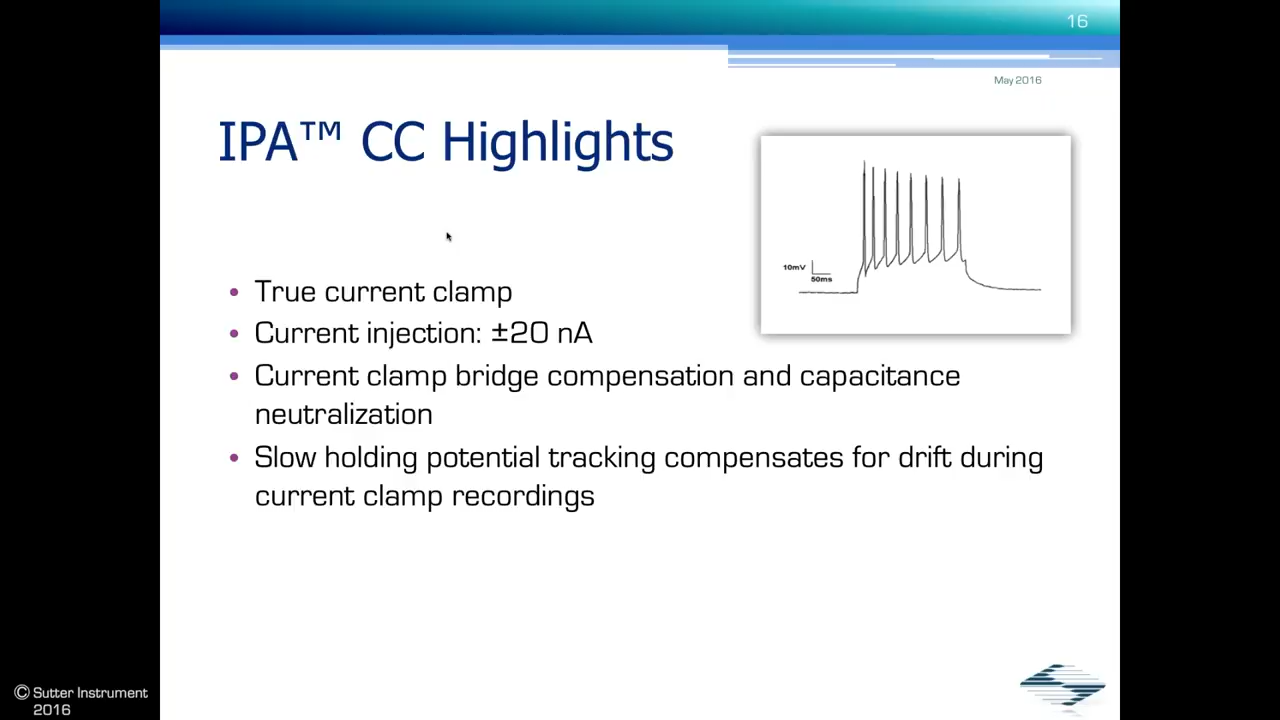 16
May 2016
IPA™ CC Highlights
10mV
50ms
• True current clamp
• Current injection: ±20 nA
• Current clamp bridge compensation and capacitance
neutralization
• Slow holding potential tracking compensates for drift during
current clamp recordings
© Sutter Instrument
2016